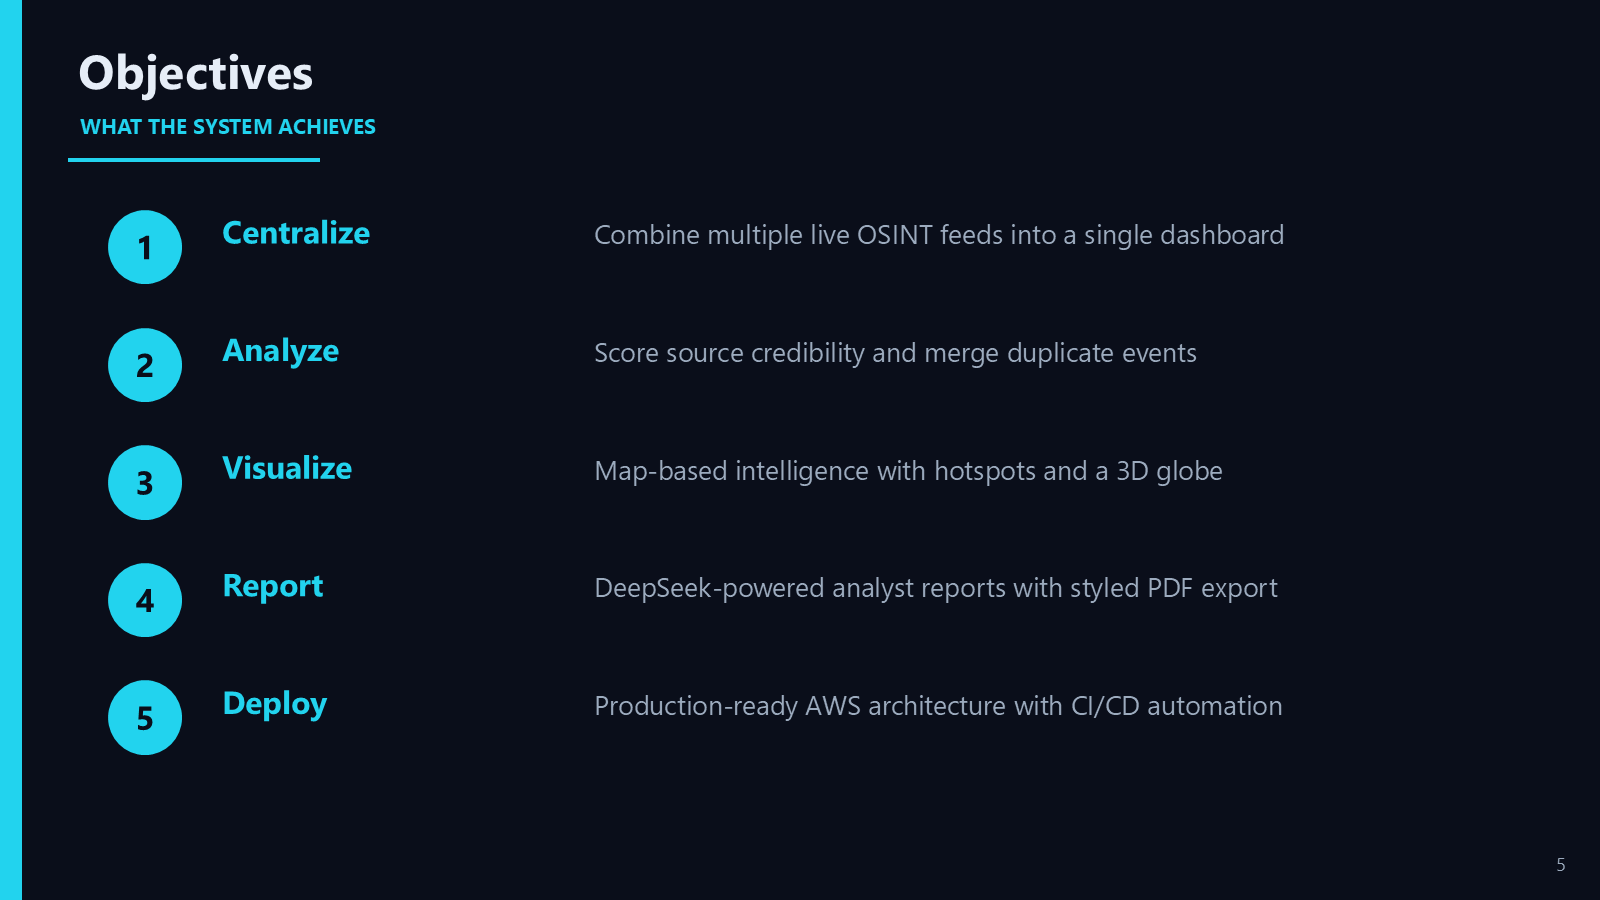 Objectives
WHAT THE SYSTEM ACHIEVES
1 Centralize Combine multiple live OSINT feeds into a single dashboard
2 Analyze Score source credibility and merge duplicate events
3 Visualize Map-based intelligence with hotspots and a 3D globe
4 Report DeepSeek-powered analyst reports with styled PDF export
5 Deploy Production-ready AWS architecture with CI/CD automation
5